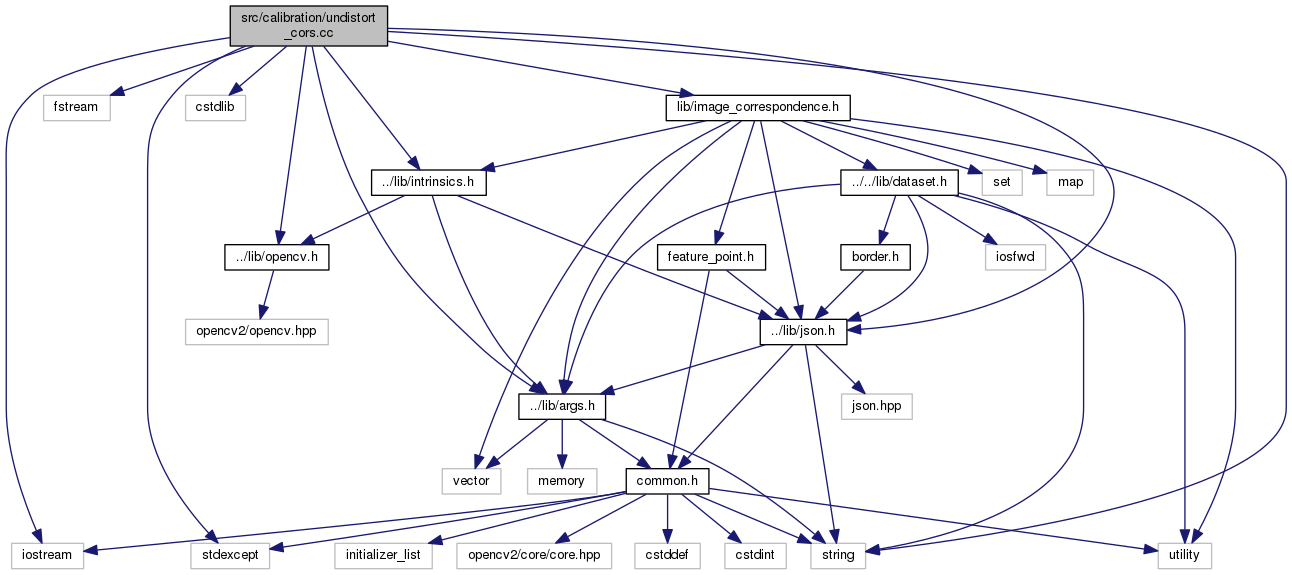 src/calibration/undistort
_cors.cc
fstream
cstdlib
lib/image_correspondence.h
../lib/intrinsics.h
../../lib/dataset.h
set
map
../lib/opencv.h
feature_point.h
border.h
iosfwd
opencv2/opencv.hpp
../lib/json.h
../lib/args.h
json.hpp
vector
memory
common.h
iostream
stdexcept
initializer_list
opencv2/core/core.hpp
cstddef
cstdint
string
utility